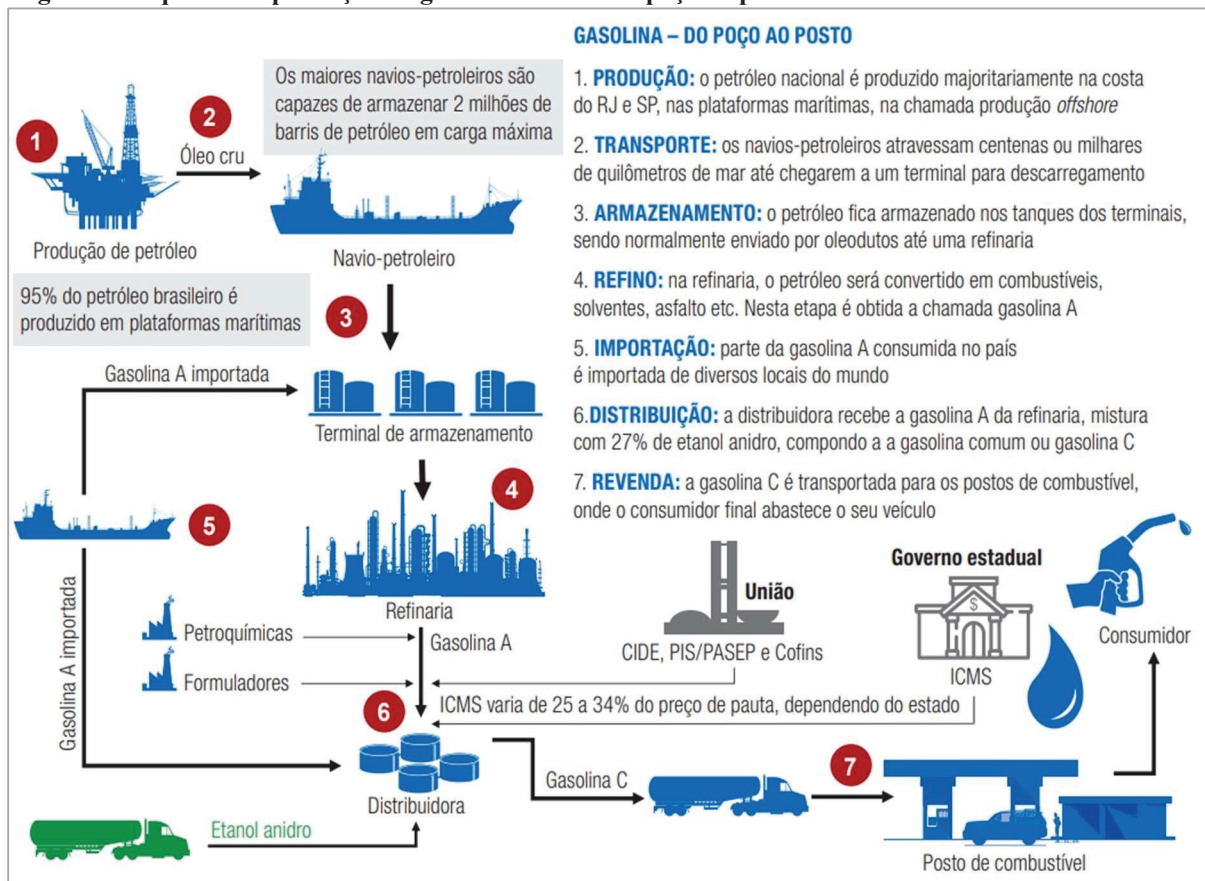 GASOLINA – DO POÇO AO POSTO
1. PRODUÇÃO: o petróleo nacional é produzido majoritariamente na costa
do RJ e SP, nas plataformas marítimas, na chamada produção offshore
2. TRANSPORTE: os navios-petroleiros atravessam centenas ou milhares
de quilômetros de mar até chegarem a um terminal para descarregamento
3. ARMAZENAMENTO: o petróleo fica armazenado nos tanques dos terminais,
sendo normalmente enviado por oleodutos até uma refinaria
4. REFINO: na refinaria, o petróleo será convertido em combustíveis,
solventes, asfalto etc. Nesta etapa é obtida a chamada gasolina A
5. IMPORTAÇÃO: parte da gasolina A consumida no país
é importada de diversos locais do mundo
6.DISTRIBUIÇÃO: a distribuidora recebe a gasolina A da refinaria, mistura
com 27% de etanol anidro, compondo a a gasolina comum ou gasolina C
7. REVENDA: a gasolina C é transportada para os postos de combustível,
onde o consumidor final abastece o seu veículo
1
Produção de petróleo
2
Óleo cru
Os maiores navios-petroleiros são
capazes de armazenar 2 milhões de
barris de petróleo em carga máxima
Navio-petroleiro
95% do petróleo brasileiro é
produzido em plataformas marítimas
3
Gasolina A importada
Terminal de armazenamento
4
Refinaria
5
Gasolina A importada
Petroquímicas
Formuladores
Gasolina A
União
CIDE, PIS/PASEP e Cofins
Governo estadual
$
ICMS
ICMS varia de 25 a 34% do preço de pauta, dependendo do estado
6
Distribuidora
Etanol anidro
Gasolina C
7
Posto de combustível
Consumidor